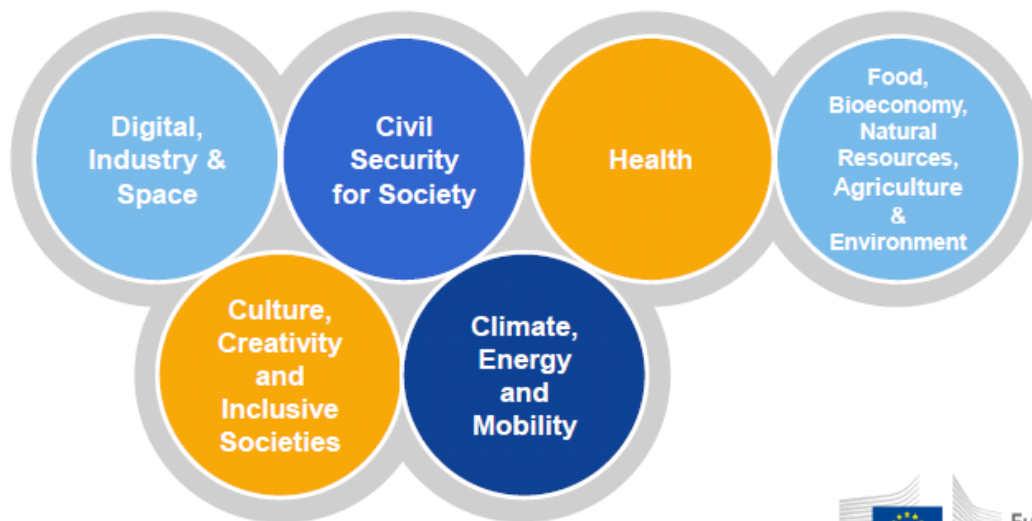 Digital,
Industry &
Space
Civil
Security
for Society
Health
Food,
Bioeconomy,
Natural
Resources,
Agriculture
&
Environment
Culture,
Creativity
and
Inclusive
Societies
Climate,
Energy
and
Mobility